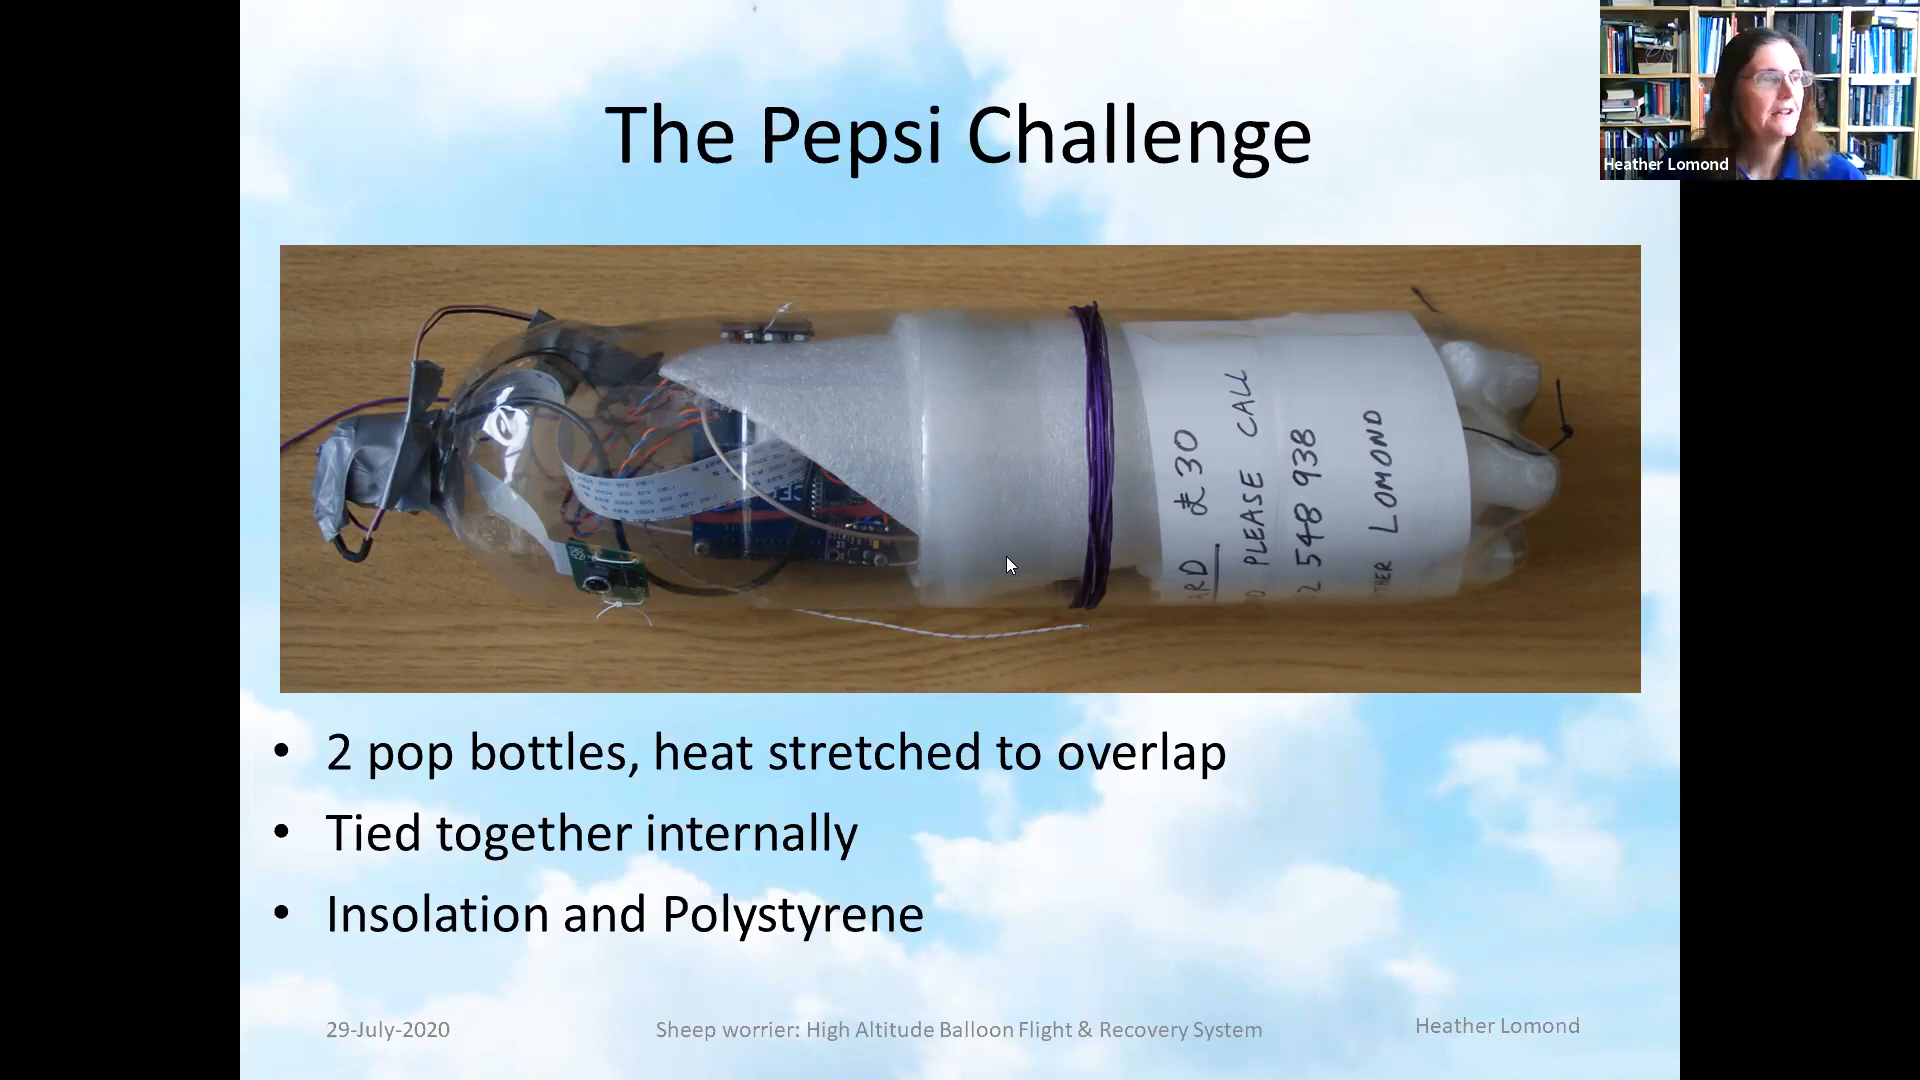 The Pepsi Challenge
Heather Lomond
ARD £30
PLEASE CALL
2 548 938
THER LOMOND
• 2 pop bottles, heat stretched to overlap
• Tied together internally
• Insolation and Polystyrene
29-July-2020
Sheep worrier: High Altitude Balloon Flight & Recovery System
Heather Lomond